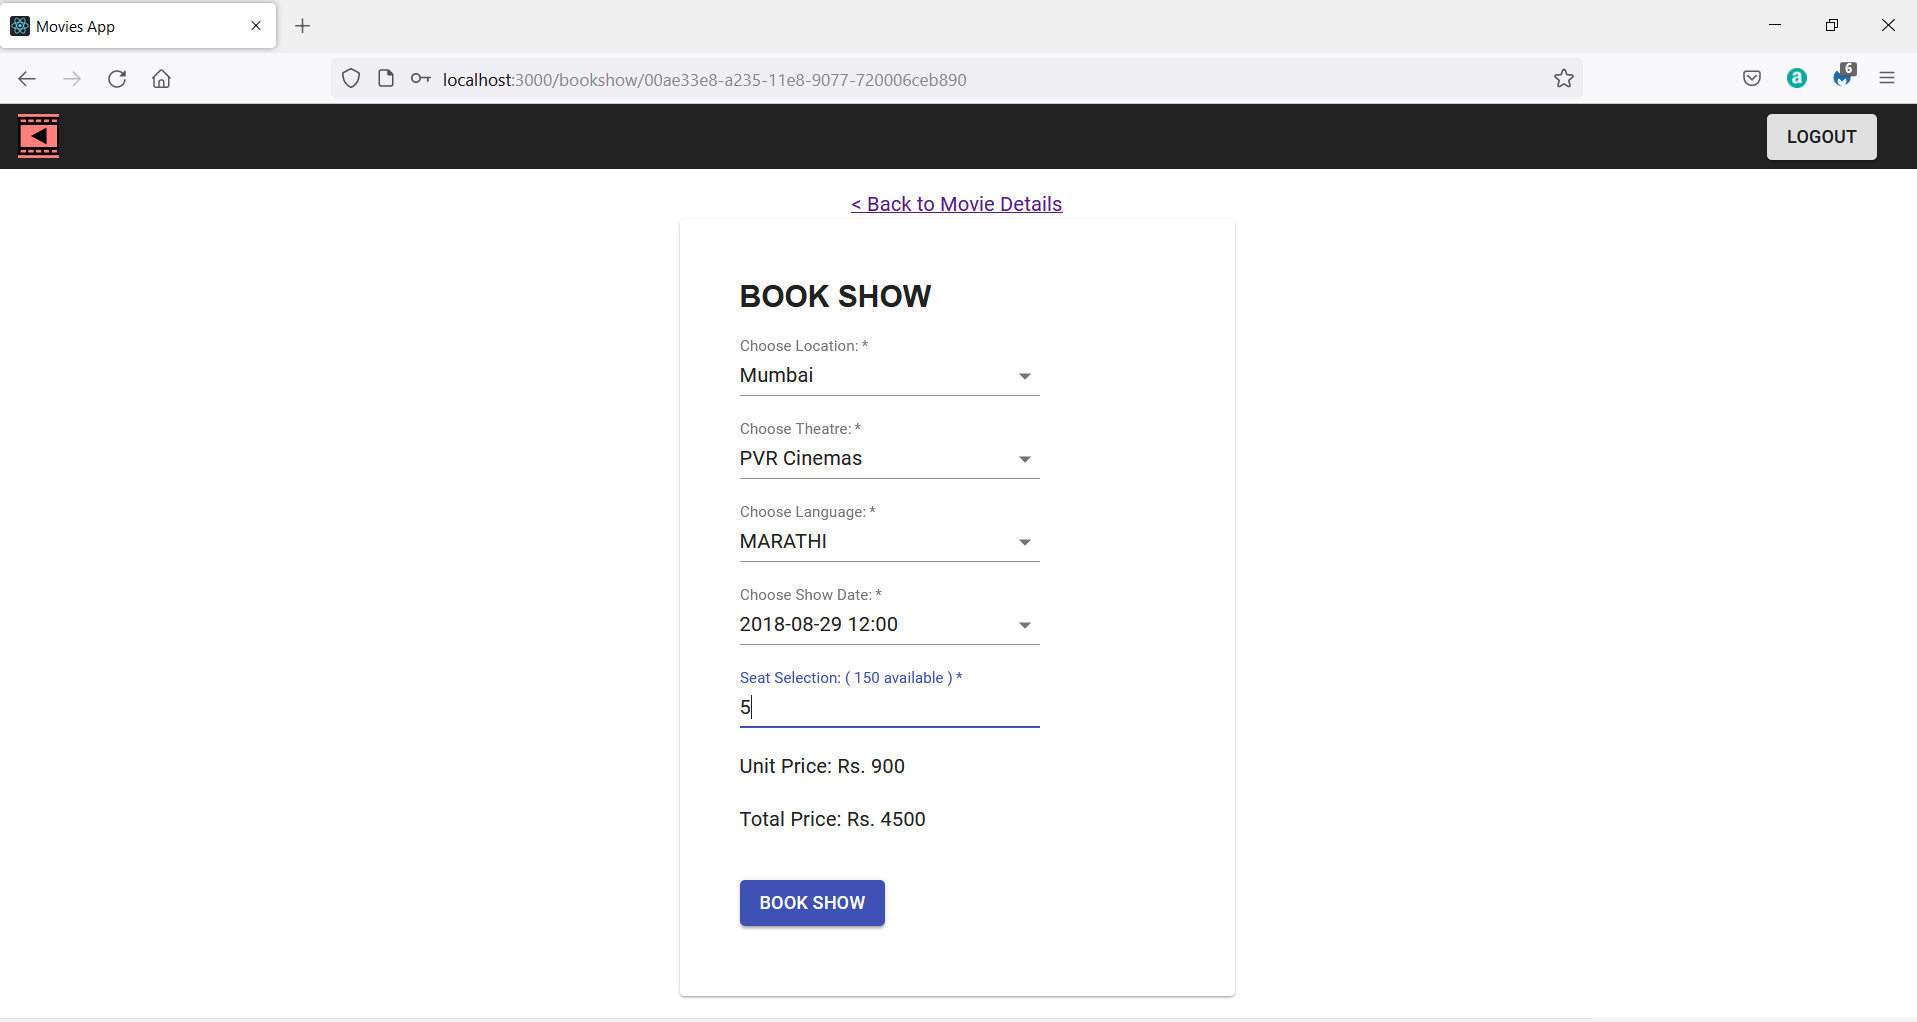 Movies App
localhost:3000/bookshow/00ae33e8-a235-11e8-9077-720006ceb890
a
6
LOGOUT
< Back to Movie Details
BOOK SHOW
Choose Location: *
Mumbai
Choose Theatre: *
PVR Cinemas
Choose Language: *
MARATHI
Choose Show Date: *
2018-08-29 12:00
Seat Selection: ( 150 available ) *
5
Unit Price: Rs. 900
Total Price: Rs. 4500
BOOK SHOW